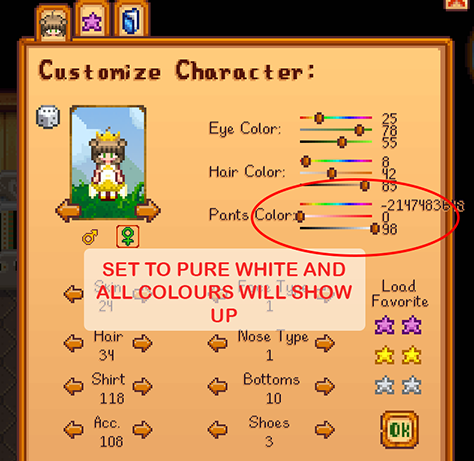 Customize Character:
Eye Color:
25
78
55
Hair Color:
8
42
Pants Color:
-2147483648
0
98
SET TO PURE WHITE AND
ALL COLOURS WILL SHOW
UP
Skin
24
Type
1
Load
Favorite
Hair
34
Nose Type
1
Shirt
118
Bottoms
10
Acc.
108
Shoes
3
OK